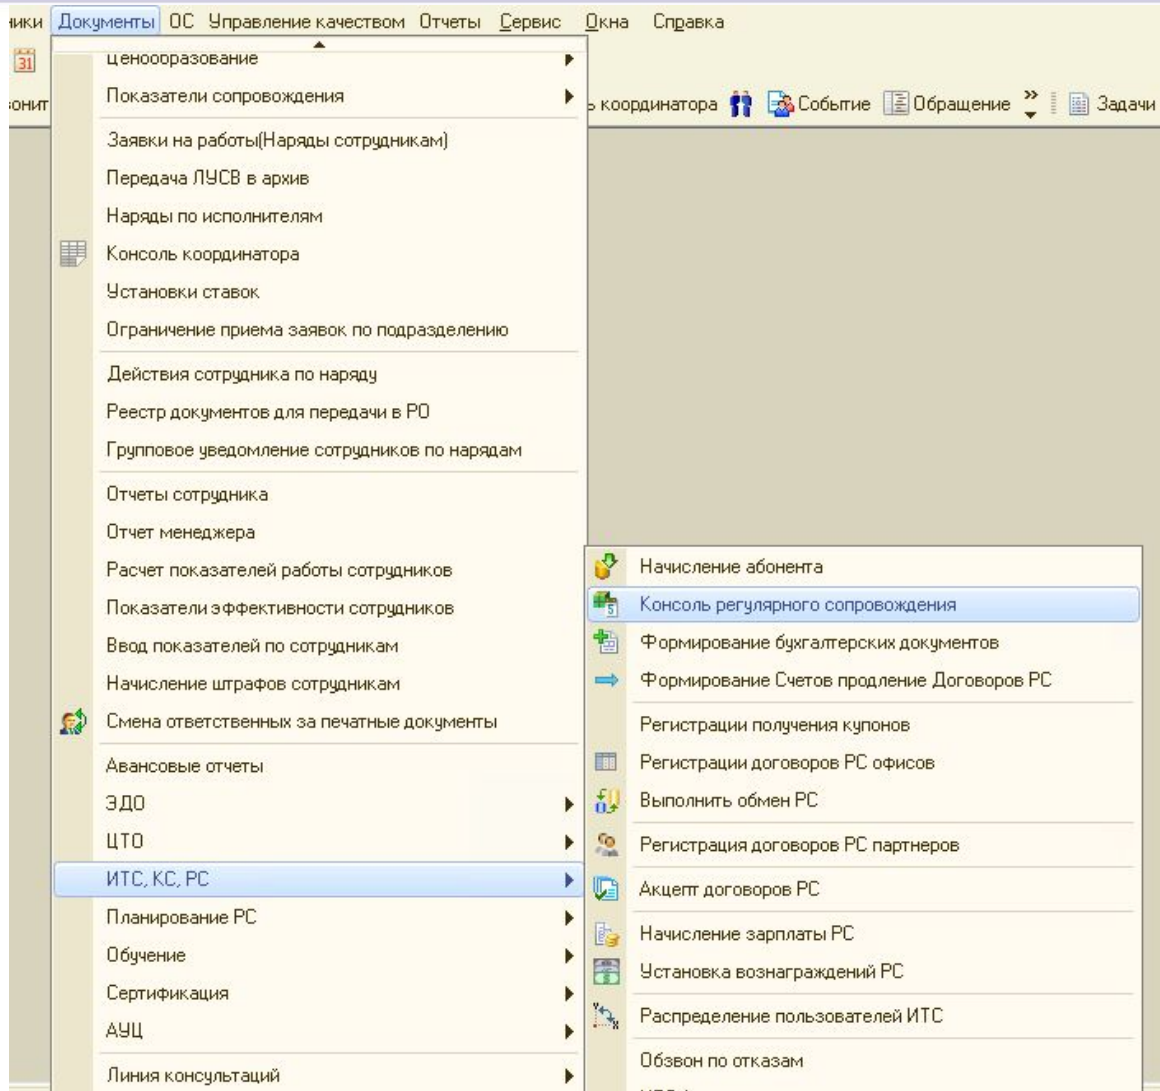 ники Документы ОС Управление качеством Отчеты Сервис Окна Справка
31
Ценообразование
Показатели сопровождения
координатора Событие Обращение » Задачи
Заявки на работы(Наряды сотрудникам)
Передача ЛУСВ в архив
Наряды по исполнителям
Консоль координатора
Установки ставок
Ограничение приема заявок по подразделению
Действия сотрудника по наряду
Реестр документов для передачи в РО
Групповое уведомление сотрудников по нарядам
Отчеты сотрудника
Отчет менеджера
Расчет показателей работы сотрудников
Показатели эффективности сотрудников
Ввод показателей по сотрудникам
Начисление штрафов сотрудникам
Смена ответственных за печатные документы
Авансовые отчеты
ЭДО
ЦТО
ИТС, КС, РС
Планирование РС
Обучение
Сертификация
АУЦ
Линия консультаций
Начисление абонента
Консоль регулярного сопровождения
Формирование бухгалтерских документов
Формирование Счетов продление Договоров РС
Регистрации получения купонов
Регистрации договоров РС офисов
Выполнить обмен РС
Регистрация договоров РС партнеров
Акцепт договоров РС
Начисление зарплаты РС
Установка вознаграждений РС
Распределение пользователей ИТС
Обзвон по отказам